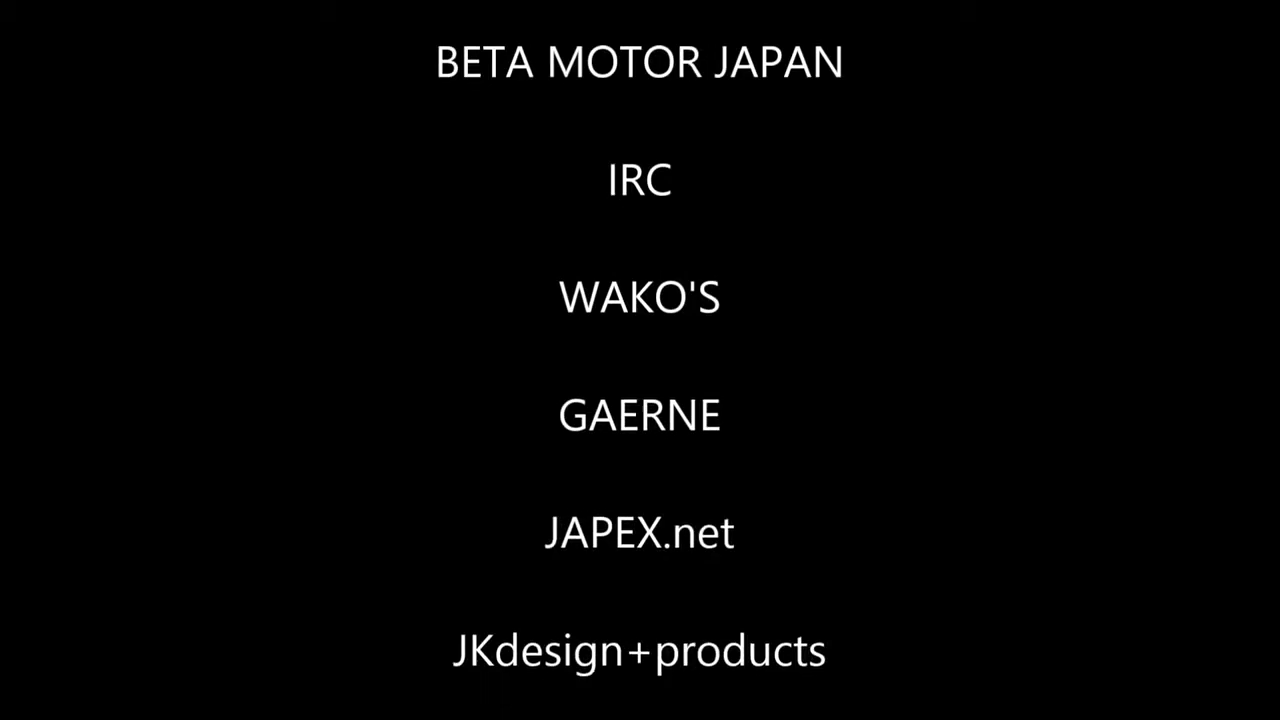 BETA MOTOR JAPAN
IRC
WAKO'S
GAERNE
JAPEX.net
JKdesign+products